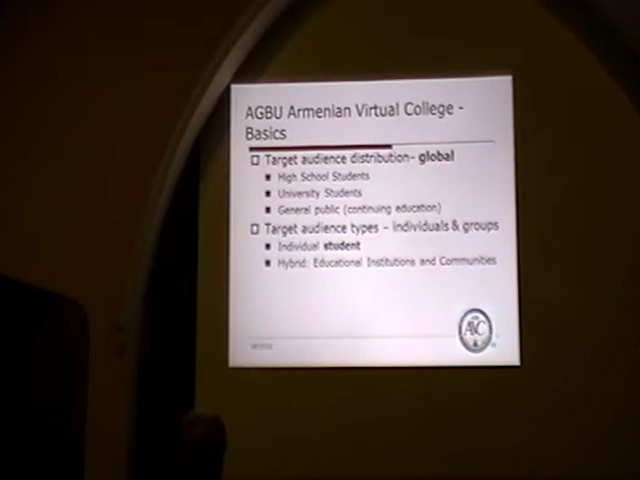 AGBU Armenian Virtual College -
Basics
Target audience distribution- global
High School Students
University Students
General public (continuing education)
Target audience types – individuals & groups
Individual student
Hybrid: Educational Institutions and Communities
AVC